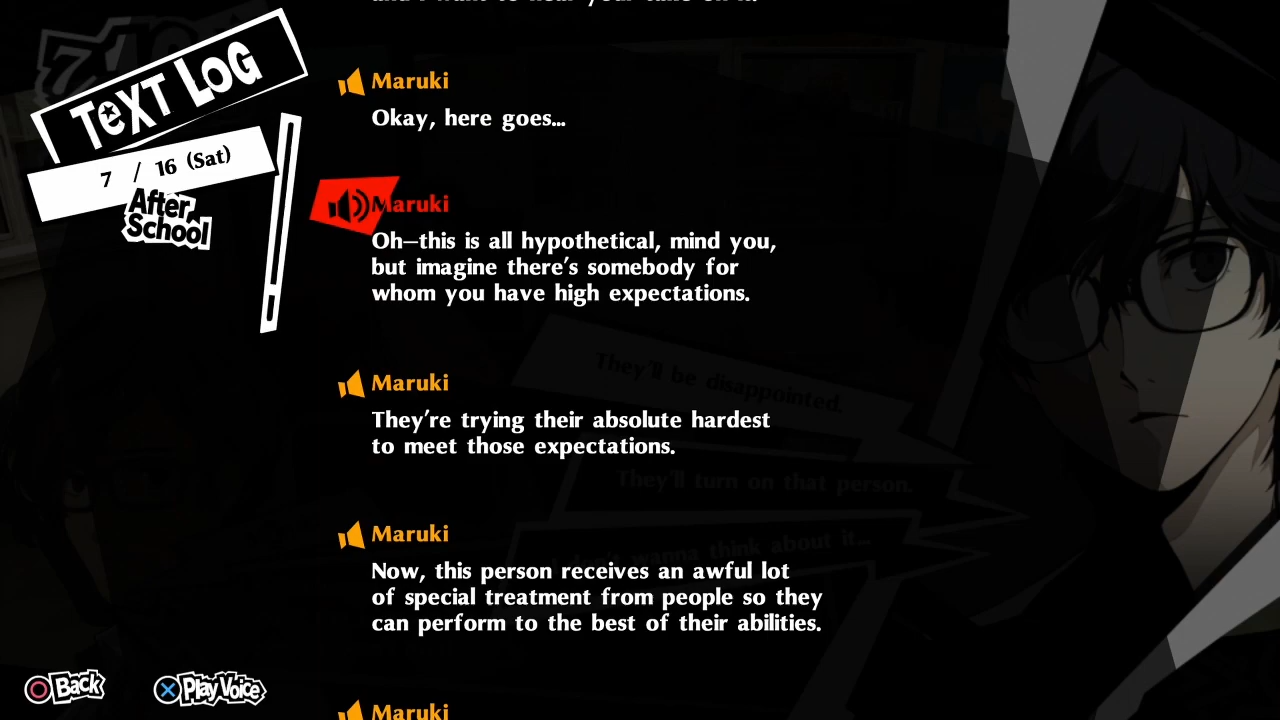 TEXT LOG
7 / 16 (Sat)
After
School
Maruki
Okay, here goes...
Maruki
Oh—this is all hypothetical, mind you,
but imagine there's somebody for
whom you have high expectations.
Maruki
They're trying their absolute hardest
to meet those expectations.
Maruki
Now, this person receives an awful lot
of special treatment from people so they
can perform to the best of their abilities.
Maruki
They'll be disappointed.
They'll turn on that person.
wanna think about it...
Back
Play Voice